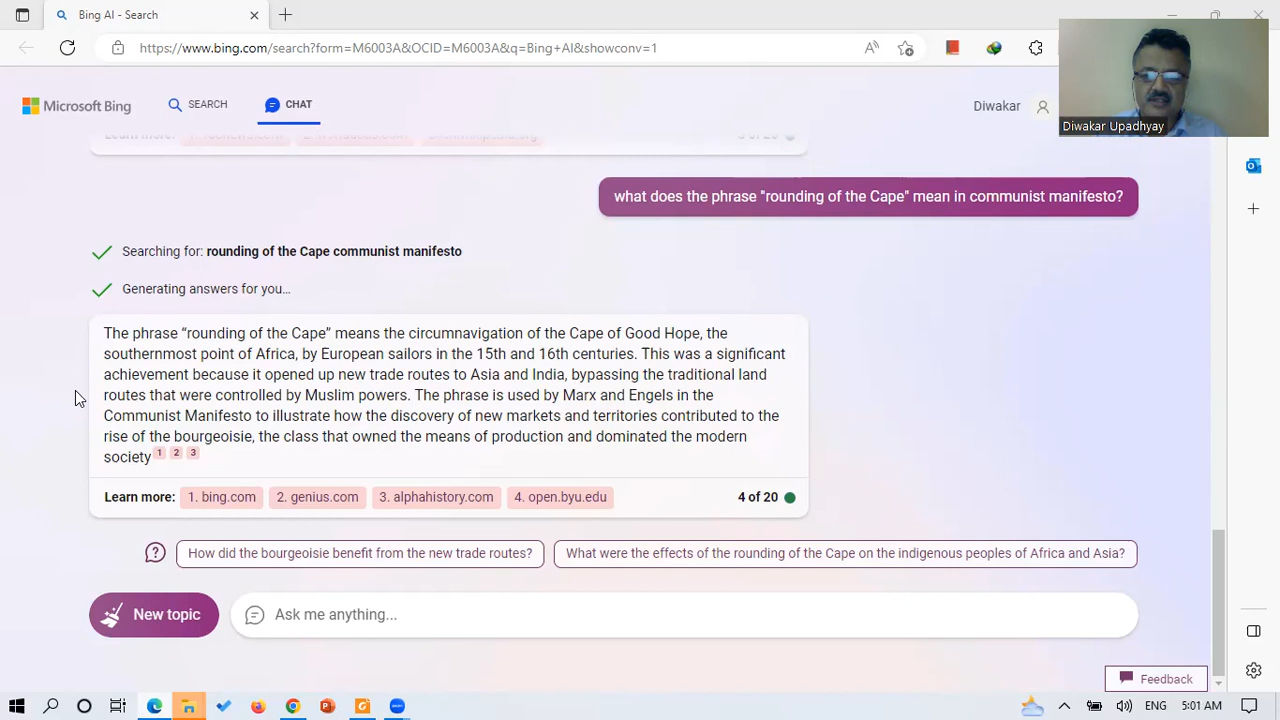 Bing AI - Search
https://www.bing.com/search?form=M6003A&OCID=M6003A&q=Bing+AI&showconv=1
Microsoft Bing
SEARCH
CHAT
Diwakar
Diwakar Upadhyay
4 of 20
what does the phrase "rounding of the Cape" mean in communist manifesto?
Searching for: rounding of the Cape communist manifesto
Generating answers for you...
The phrase “rounding of the Cape” means the circumnavigation of the Cape of Good Hope, the
southernmost point of Africa, by European sailors in the 15th and 16th centuries. This was a significant
achievement because it opened up new trade routes to Asia and India, bypassing the traditional land
routes that were controlled by Muslim powers. The phrase is used by Marx and Engels in the
Communist Manifesto to illustrate how the discovery of new markets and territories contributed to the
rise of the bourgeoisie, the class that owned the means of production and dominated the modern
society 1 2 3
Learn more: 1. bing.com 2. genius.com 3. alphahistory.com 4. open.byu.edu
How did the bourgeoisie benefit from the new trade routes?
What were the effects of the rounding of the Cape on the indigenous peoples of Africa and Asia?
New topic
Ask me anything...
Feedback
ENG
5:01 AM